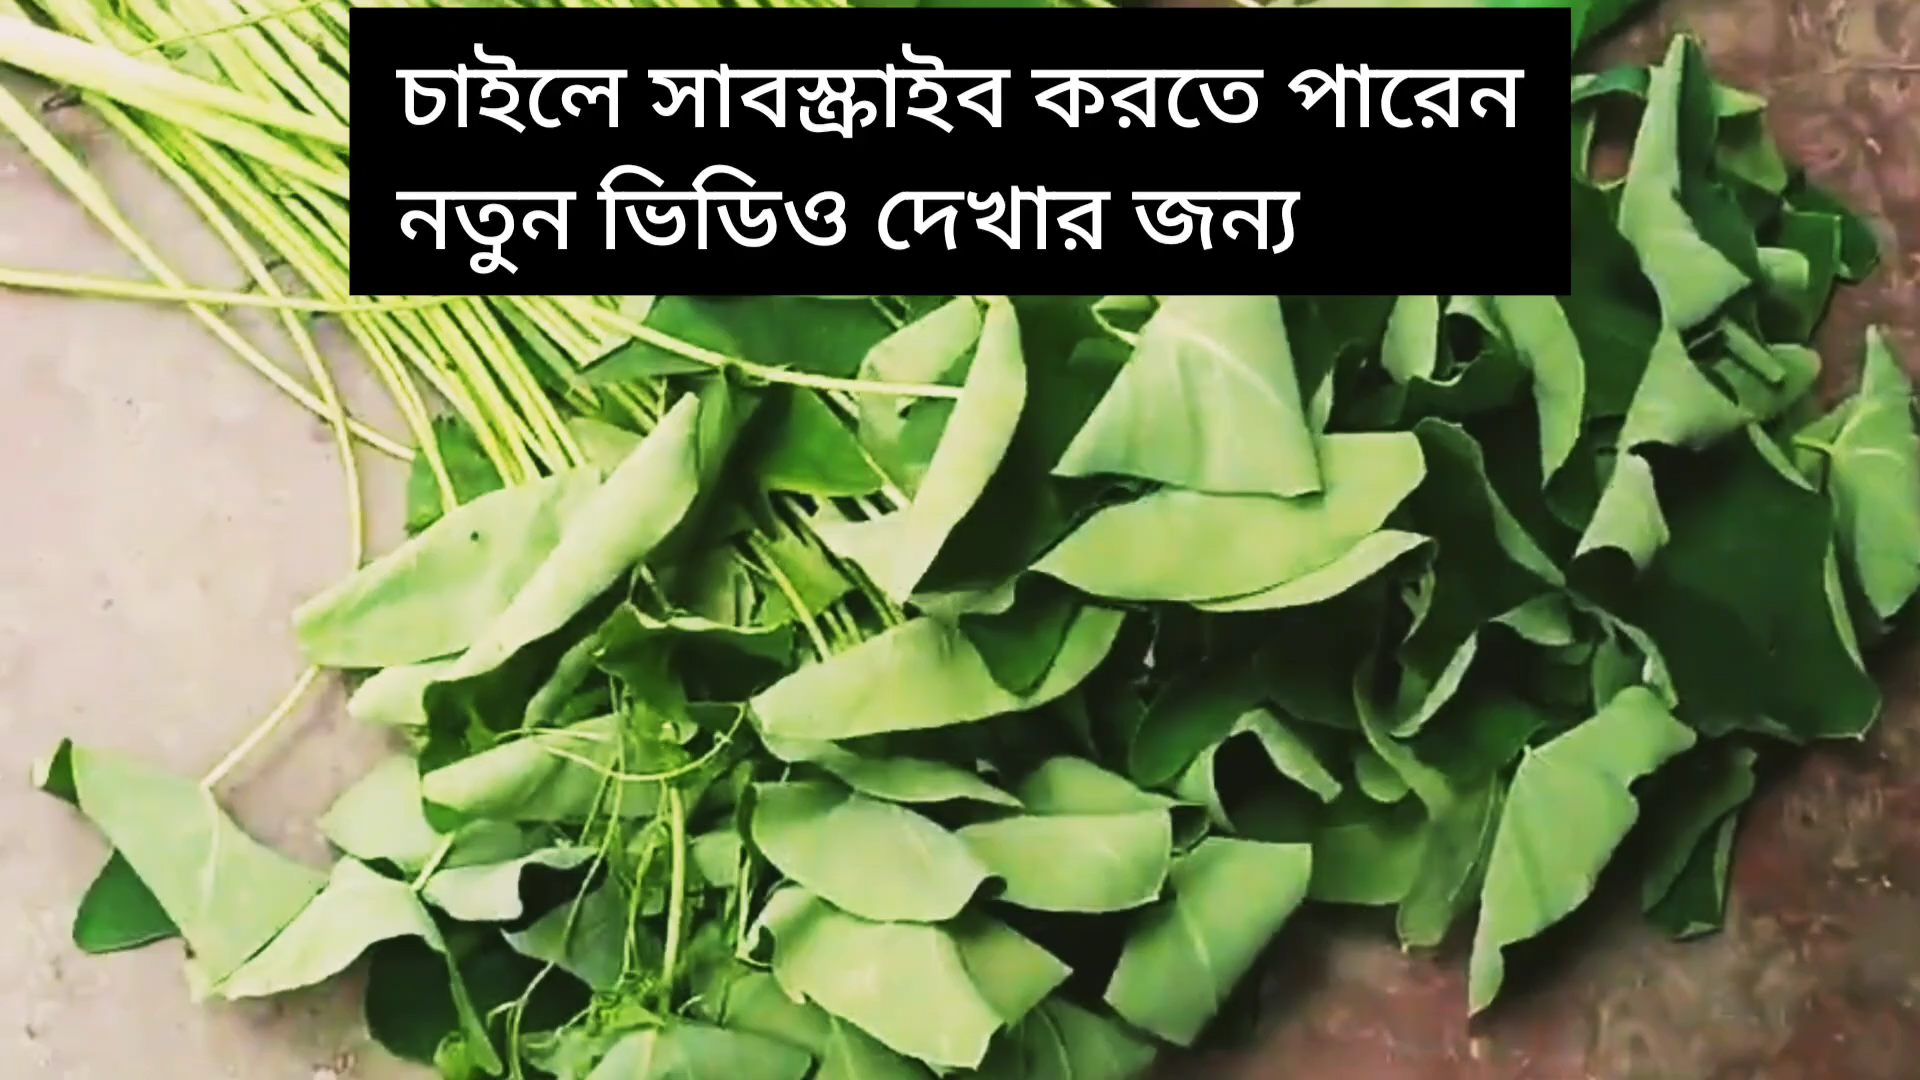 চাইলে সাবস্ক্রাইব করতে পারেন
নতুন ভিডিও দেখার জন্য